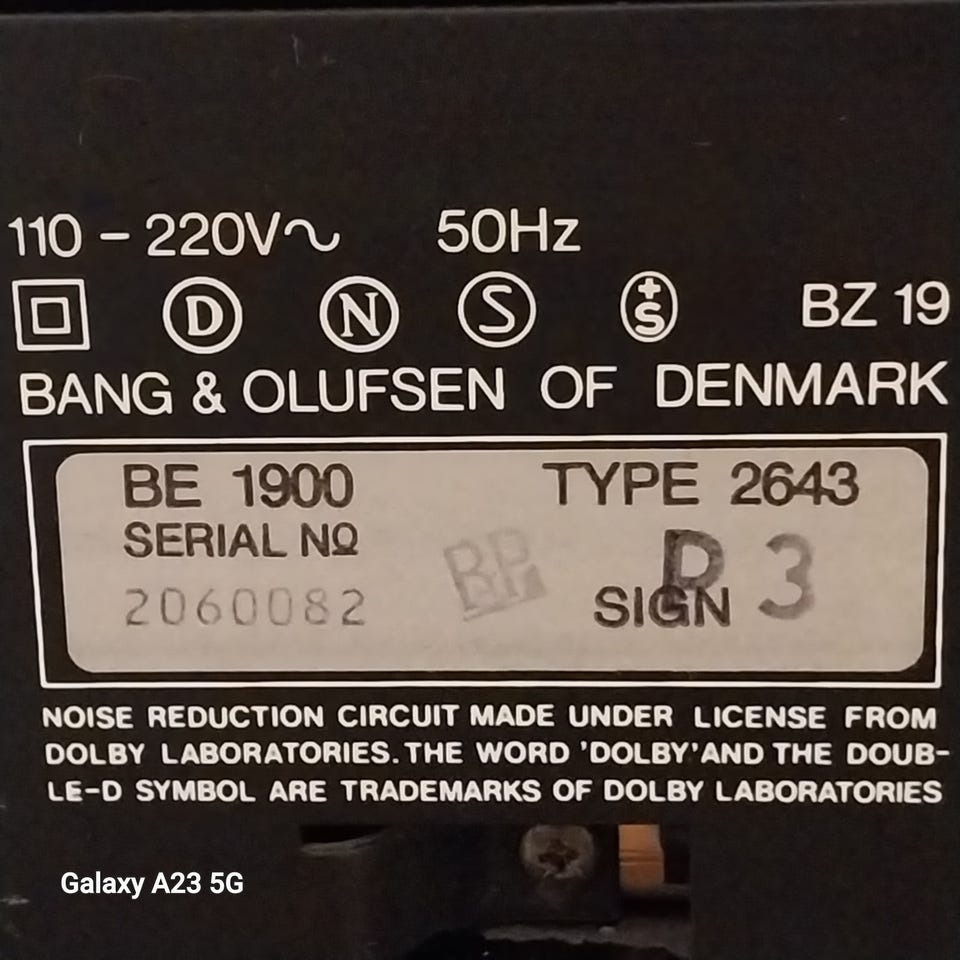 110 - 220V~ 50Hz
D N S +S BZ 19
BANG & OLUFSEN OF DENMARK
BE 1900 TYPE 2643
SERIAL NO
BP D 3
2060082 SIGN
NOISE REDUCTION CIRCUIT MADE UNDER LICENSE FROM
DOLBY LABORATORIES. THE WORD 'DOLBY' AND THE DOUB-
LE-D SYMBOL ARE TRADEMARKS OF DOLBY LABORATORIES
Galaxy A23 5G